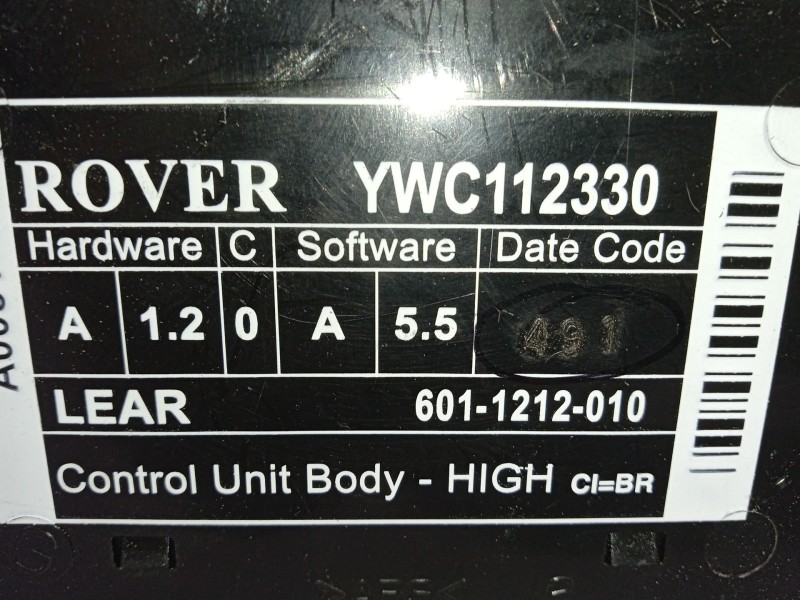 ROVER YWC112330
Hardware C Software Date Code
A 1.2 0 A 5.5 491
LEAR 601-1212-010
Control Unit Body - HIGH CI=BR